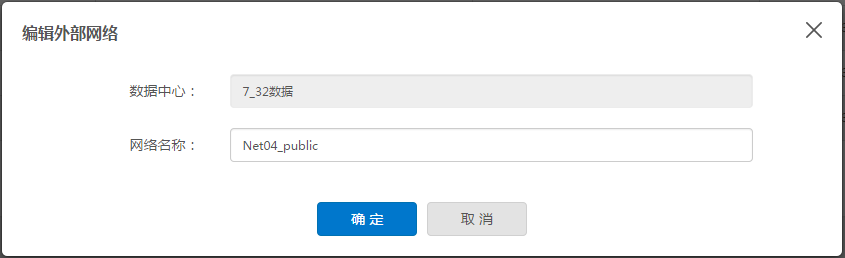 编辑外部网络
数据中心：
7_32数据
网络名称：
Net04_public
确 定
取 消